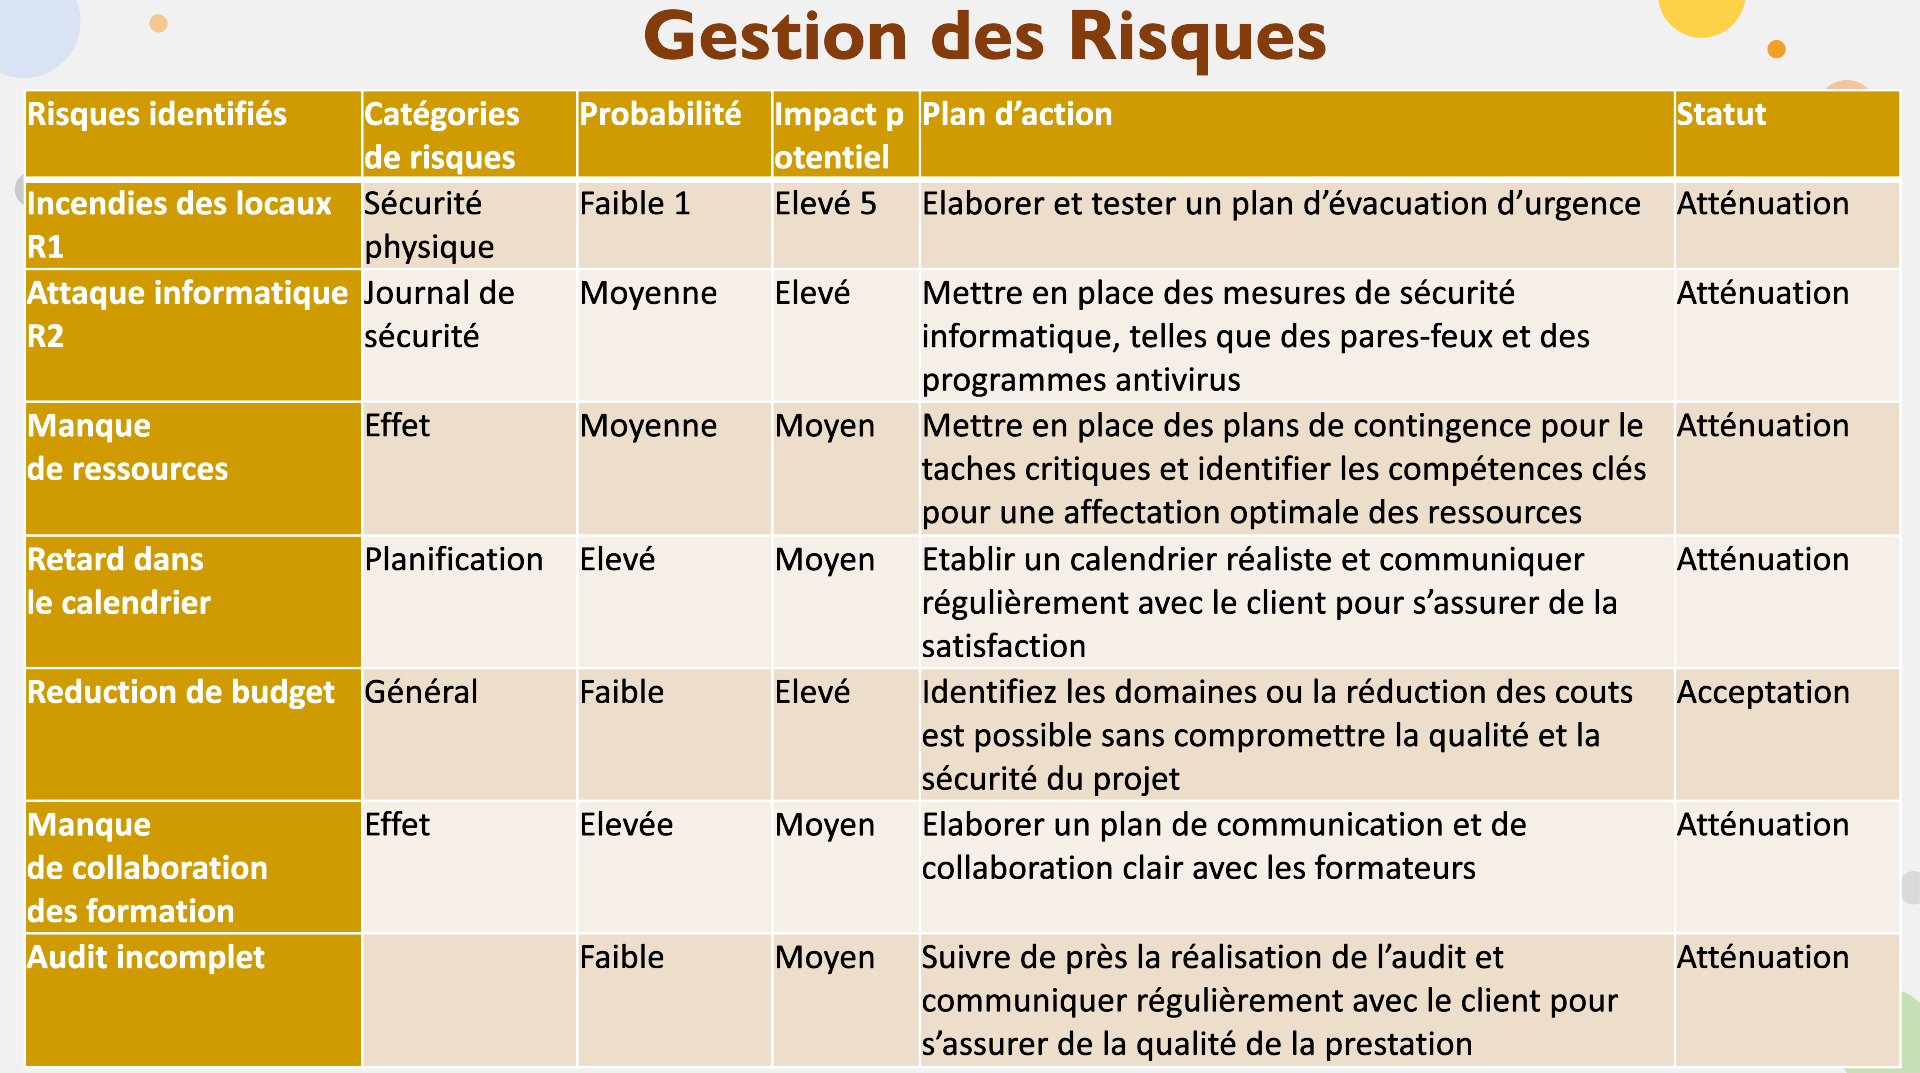 Gestion des Risques
Risques identifiés
Catégories
de risques
Probabilité
Impact p
otentiel
Plan d’action
Statut
Incendies des locaux
R1
Sécurité
physique
Faible 1
Elevé 5
Elaborer et tester un plan d’évacuation d’urgence
Atténuation
Attaque informatique
R2
Journal de
sécurité
Moyenne
Elevé
Mettre en place des mesures de sécurité
informatique, telles que des pares-feux et des
programmes antivirus
Atténuation
Manque
de ressources
Effet
Moyenne
Moyen
Mettre en place des plans de contingence pour le
taches critiques et identifier les compétences clés
pour une affectation optimale des ressources
Atténuation
Retard dans
le calendrier
Planification
Elevé
Moyen
Etablir un calendrier réaliste et communiquer
régulièrement avec le client pour s’assurer de la
satisfaction
Atténuation
Reduction de budget
Général
Faible
Elevé
Identifiez les domaines ou la réduction des couts
est possible sans compromettre la qualité et la
sécurité du projet
Acceptation
Manque
de collaboration
des formation
Effet
Elevée
Moyen
Elaborer un plan de communication et de
collaboration clair avec les formateurs
Atténuation
Audit incomplet
Faible
Moyen
Suivre de près la réalisation de l’audit et
communiquer régulièrement avec le client pour
s’assurer de la qualité de la prestation
Atténuation